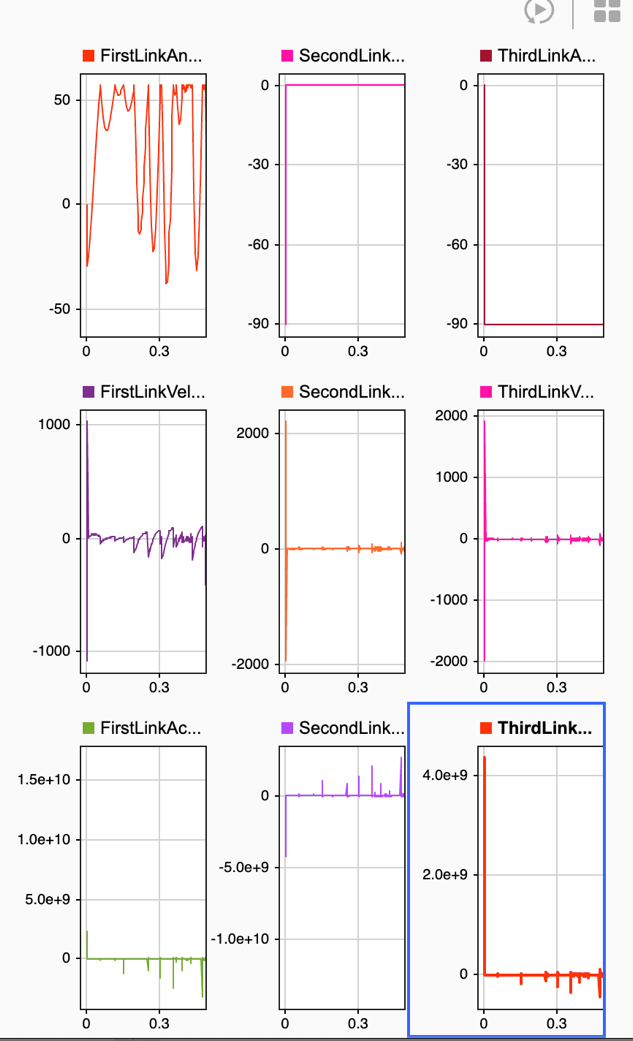 FirstLinkAn... SecondLink... ThirdLinkA...
50 0 0
-30 -30
0
-60 -60
-50
-90 -90
0 0.3 0 0.3 0 0.3
FirstLinkVel... SecondLink... ThirdLinkV...
1000 2000 2000
1000
0 0 0
-1000
-1000 -2000 -2000
0 0.3 0 0.3 0 0.3
FirstLinkAc... SecondLink... ThirdLink...
1.5e+10 0 4.0e+9
1.0e+10 -5.0e+9 2.0e+9
5.0e+9
-1.0e+10
0 0
0 0.3 0 0.3 0 0.3